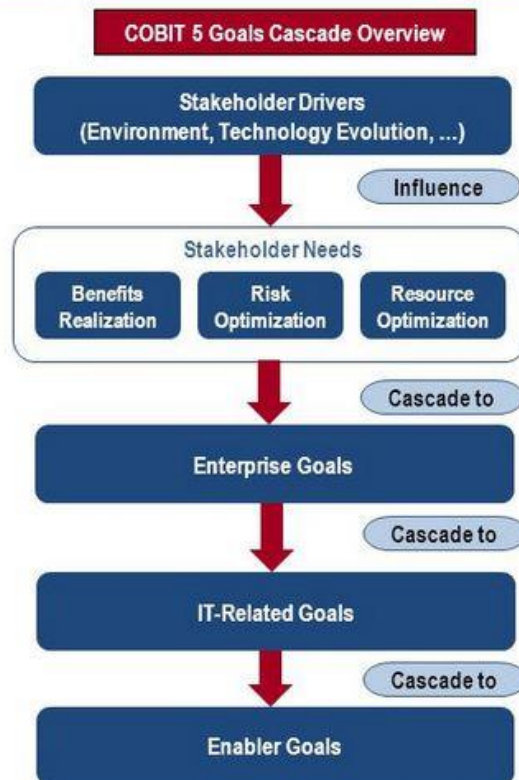 COBIT 5 Goals Cascade Overview
Stakeholder Drivers
(Environment, Technology Evolution, ...)
Influence
Stakeholder Needs
Benefits
Realization
Risk
Optimization
Resource
Optimization
Cascade to
Enterprise Goals
Cascade to
IT-Related Goals
Cascade to
Enabler Goals